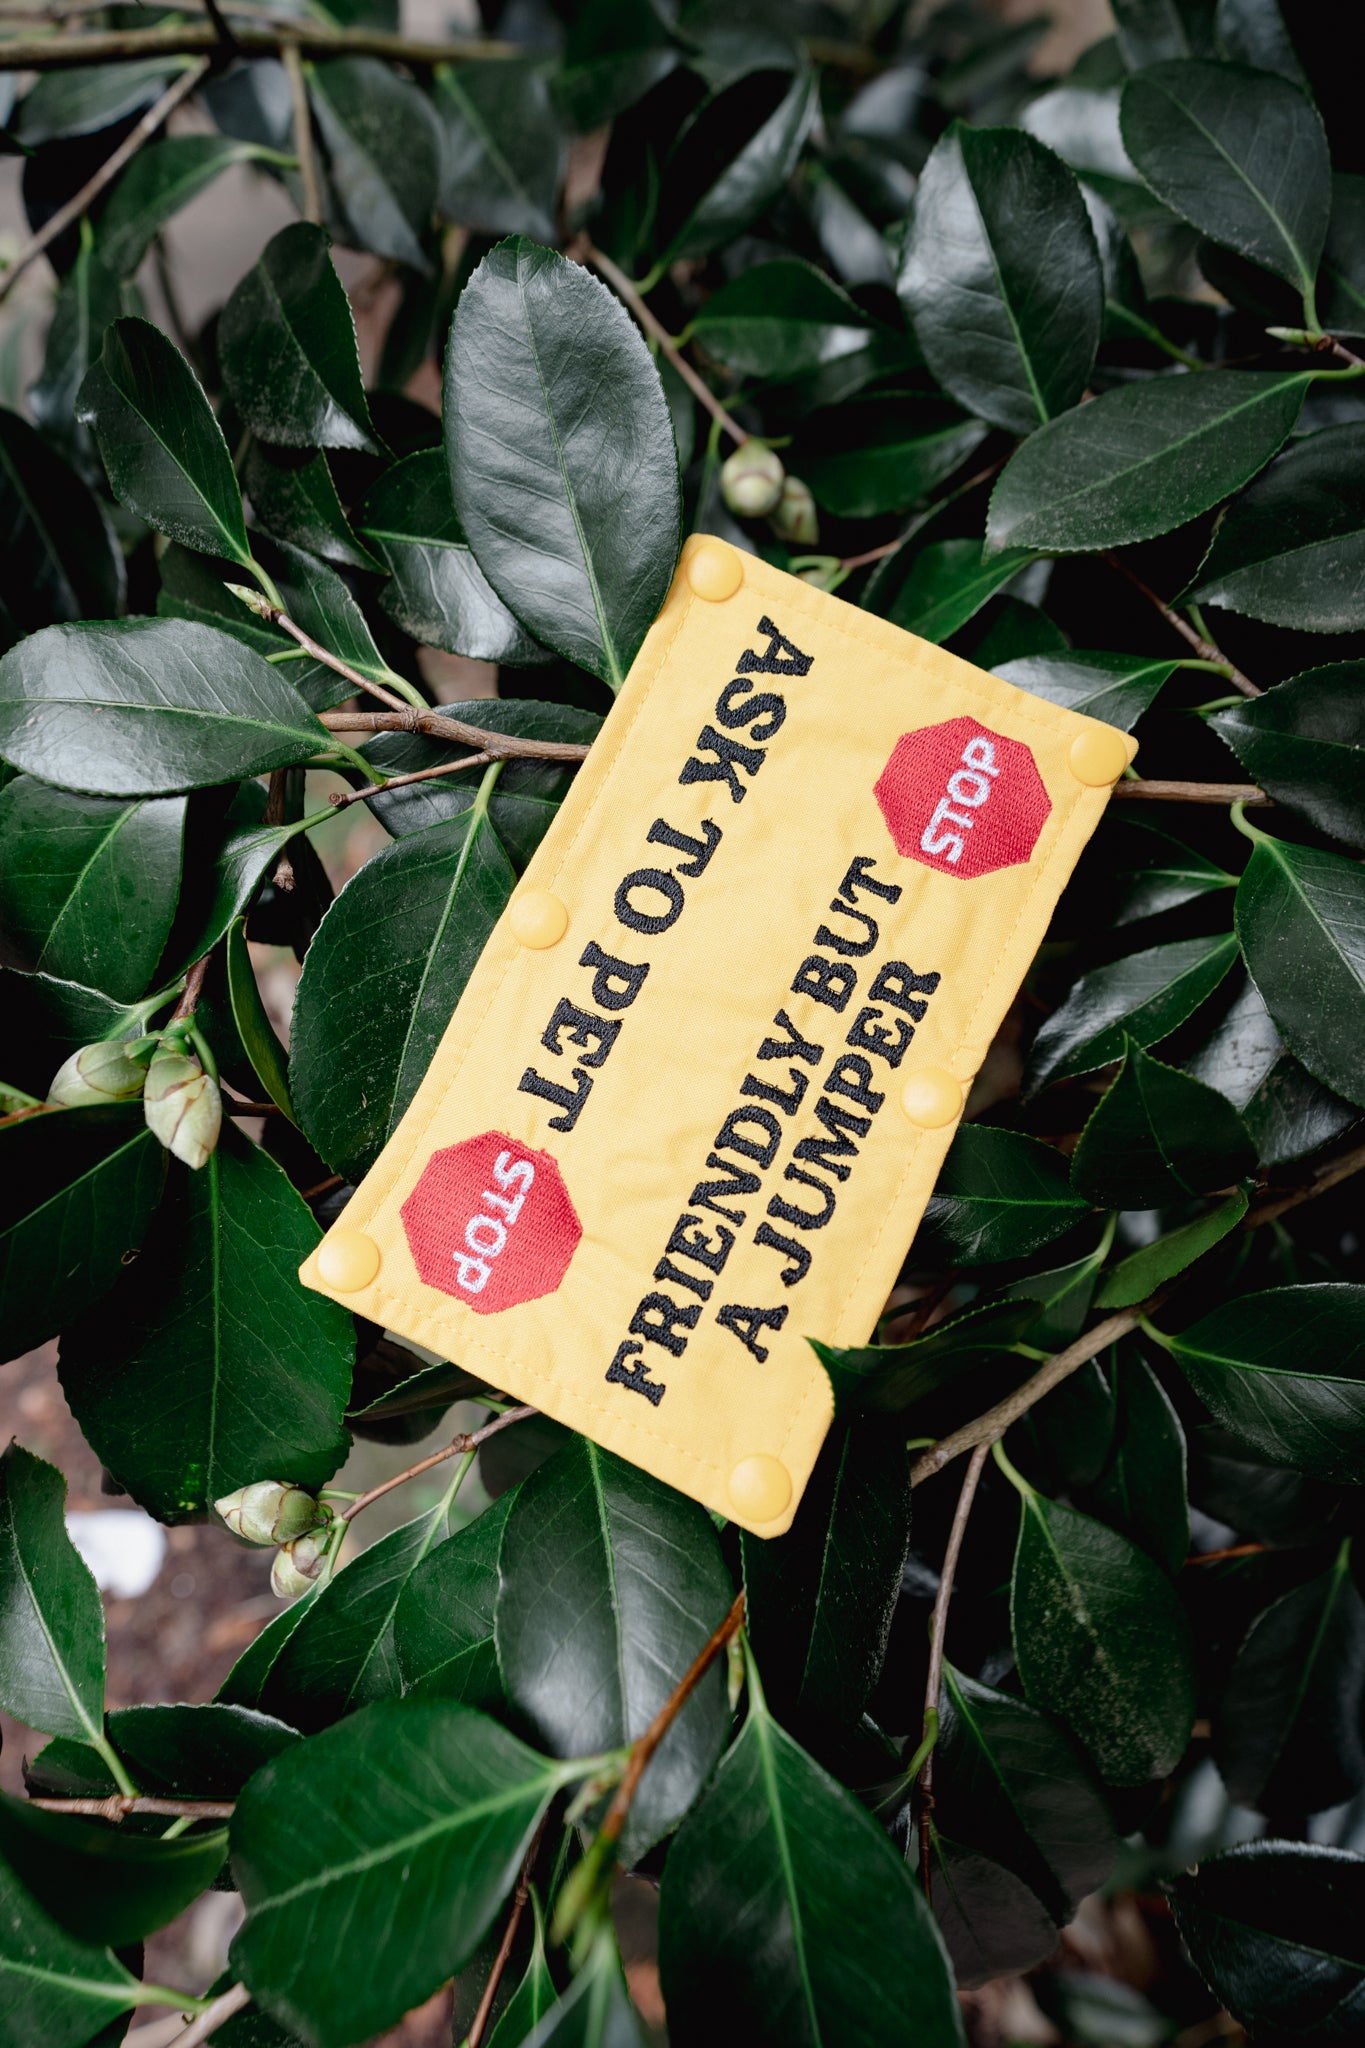 ASK TO PET
STOP
FRIENDLY BUT
A JUMPER
STOP